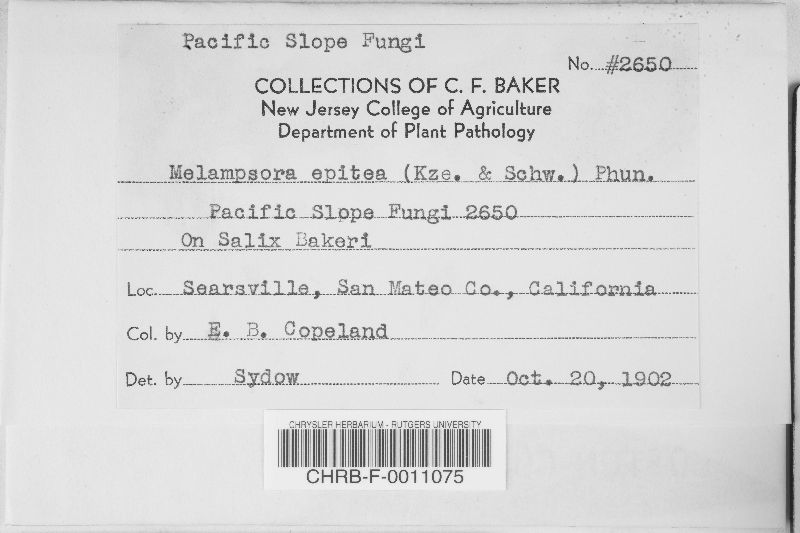 Pacific Slope Fungi
No. #2650
COLLECTIONS OF C. F. BAKER
New Jersey College of Agriculture
Department of Plant Pathology
Melampsora epitea (Kze. & Schw.) Phun.
Pacific Slope Fungi 2650
On Salix Bakeri
Loc. Searsville, San Mateo Co., California
Col. by E. B. Copeland
Det. by Sydow Date Oct. 20, 1902
CHRYSLER HERBARIUM - RUTGERS UNIVERSITY
CHRB-F-0011075